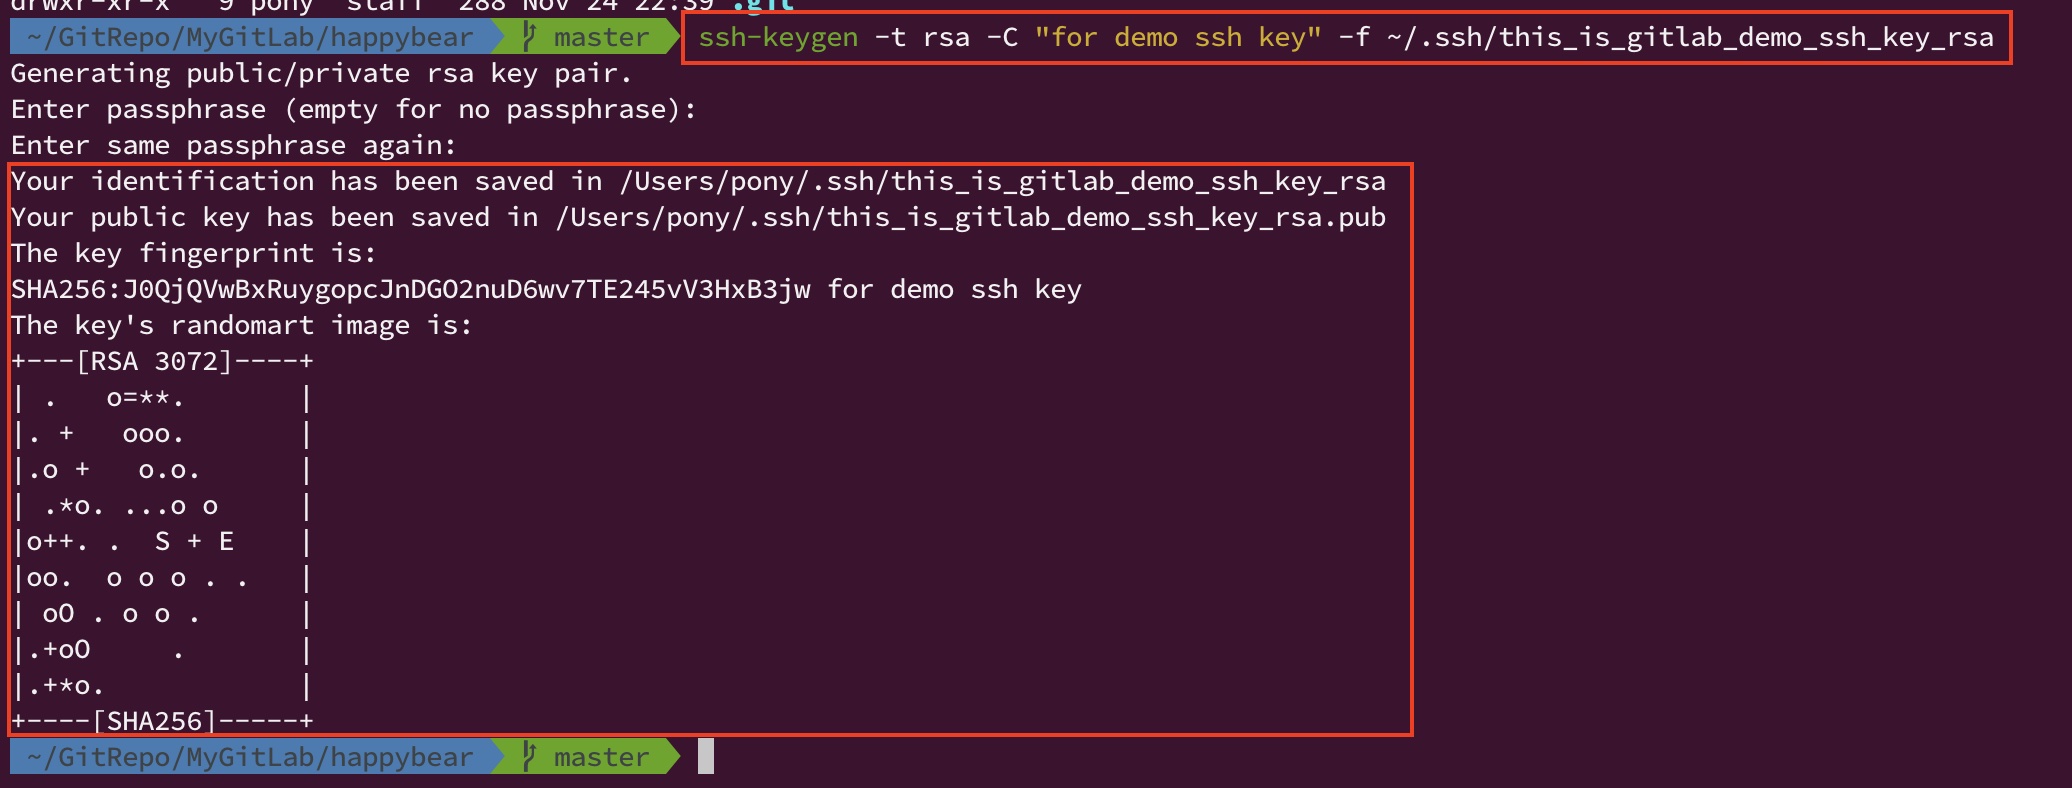 drwxr-xr-x   9 pony  staff  288 Nov 24 22:39 .git
~/GitRepo/MyGitLab/happybear  master  ssh-keygen -t rsa -C "for demo ssh key" -f ~/.ssh/this_is_gitlab_demo_ssh_key_rsa
Generating public/private rsa key pair.
Enter passphrase (empty for no passphrase):
Enter same passphrase again:
Your identification has been saved in /Users/pony/.ssh/this_is_gitlab_demo_ssh_key_rsa
Your public key has been saved in /Users/pony/.ssh/this_is_gitlab_demo_ssh_key_rsa.pub
The key fingerprint is:
SHA256:J0QjQVwBxRuygopcJnDGO2nuD6wv7TE245vV3HxB3jw for demo ssh key
The key's randomart image is:
+---[RSA 3072]----+
| .   o=**.       |
|. +   ooo.       |
|.o +   o.o.      |
| .*o. ...o o     |
|o++. .  S + E    |
|oo.  o o o . .   |
| oO . o o .      |
|.+oO     .       |
|.+*o.            |
+----[SHA256]-----+
~/GitRepo/MyGitLab/happybear  master